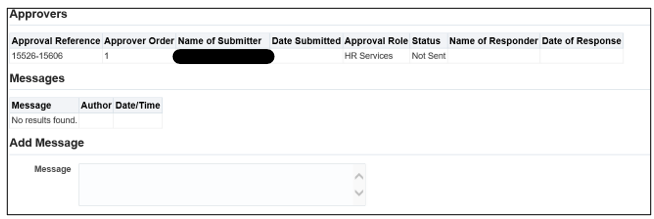 Approvers
Approval Reference Approver Order Name of Submitter Date Submitted Approval Role Status Name of Responder Date of Response
15526-15606 1 HR Services Not Sent
Messages
Message Author Date/Time
No results found.
Add Message
Message